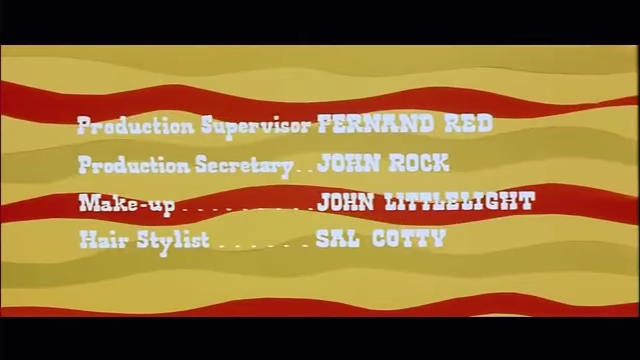 Production Supervisor FERNAND RED
Production Secretary.. JOHN ROCK
Make-up .......... JOHN LITTLELIGHT
Hair Stylist ....... SAL COTTY